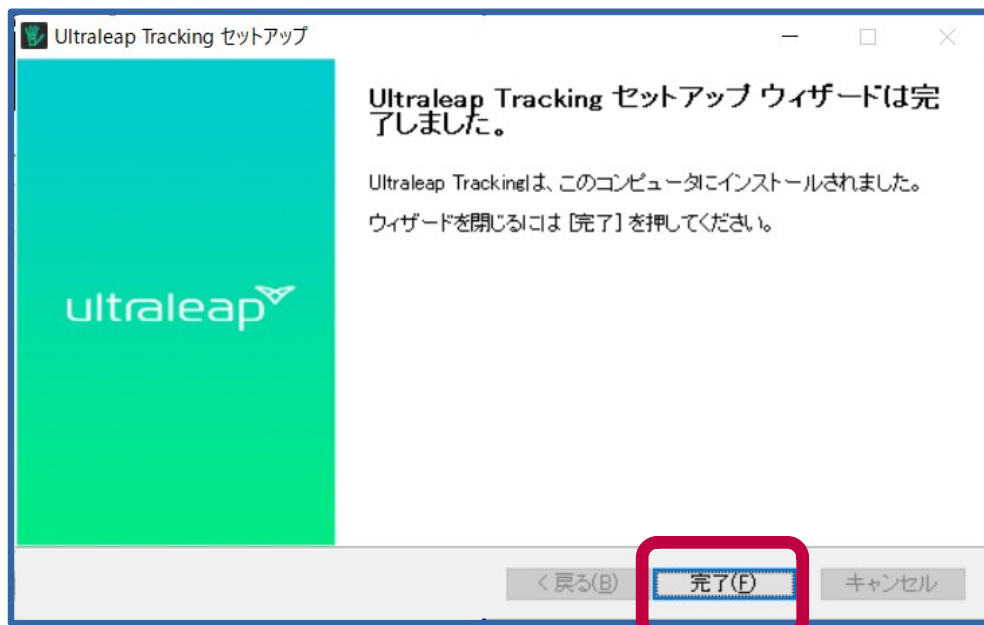 Ultraleap Tracking セットアップ
Ultraleap Tracking セットアップ ウィザードは完
了しました。
Ultraleap Trackingは、このコンピュータにインストールされました。
ウィザードを閉じるには [完了] を押してください。
ultraleap
< 戻る(B)
完了(F)
キャンセル